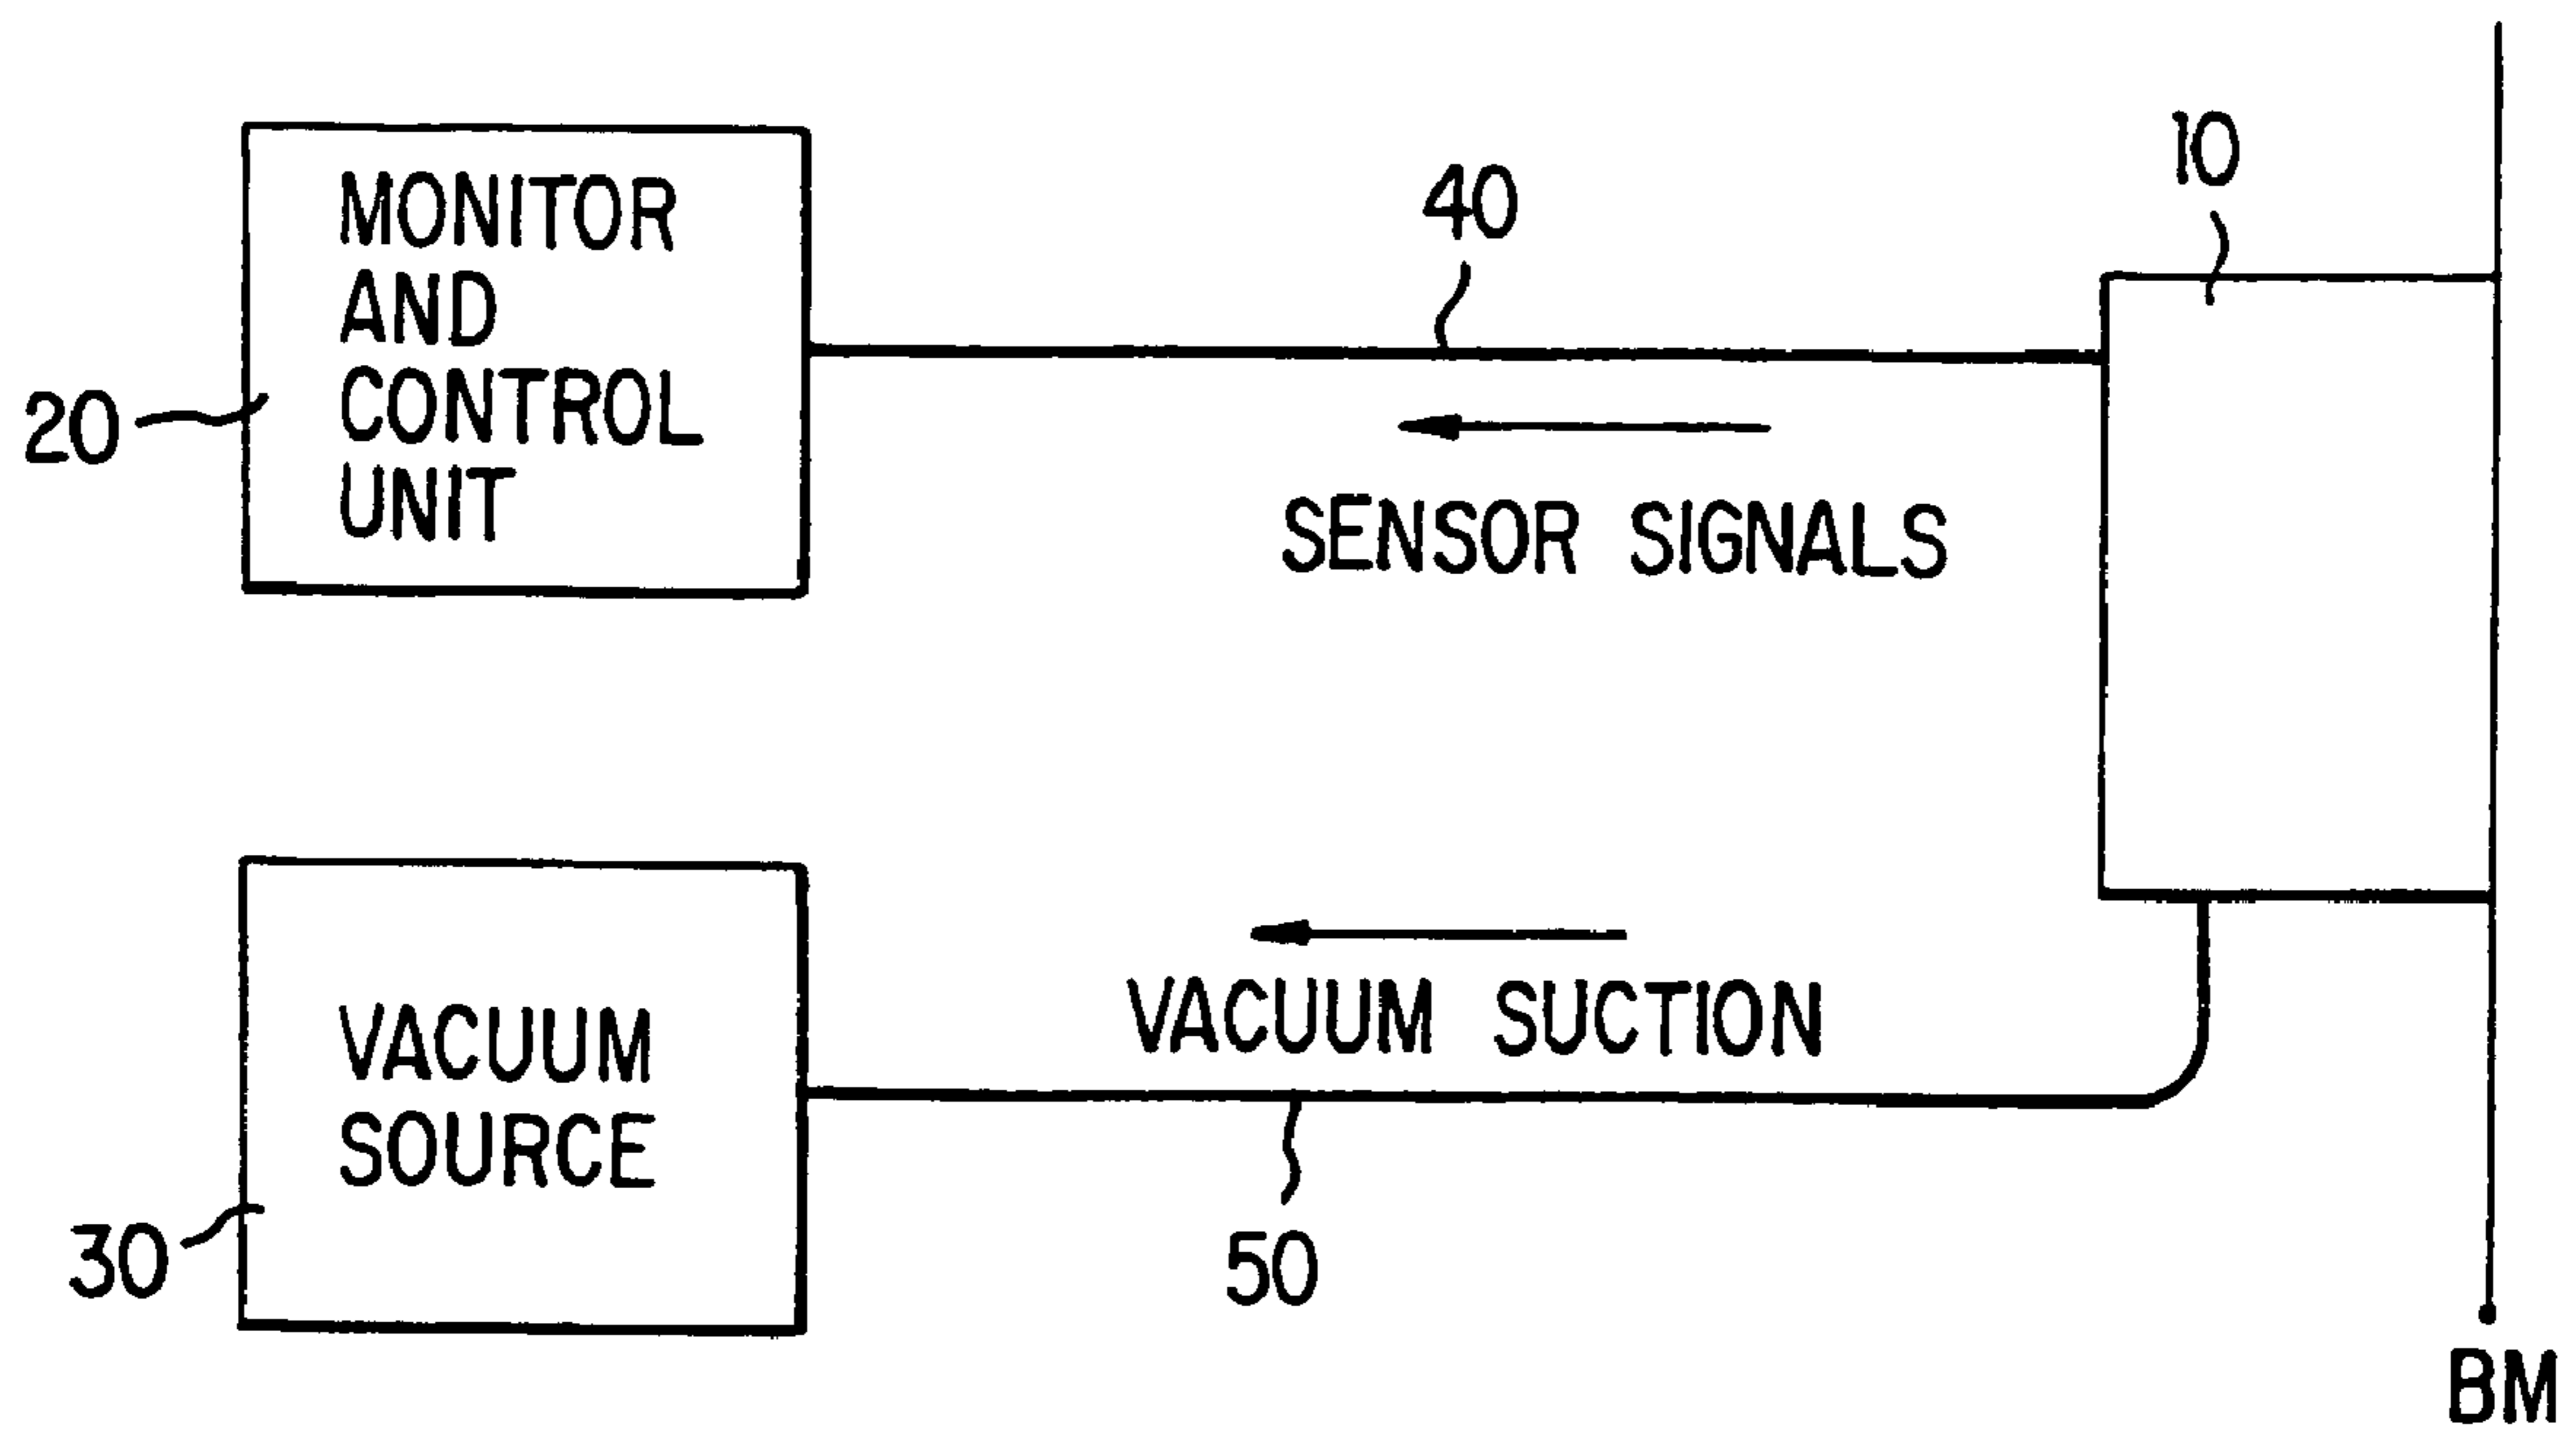 10
40
MONITOR
AND
CONTROL
UNIT
20
SENSOR SIGNALS
VACUUM SUCTION
VACUUM
SOURCE
30
50
BM